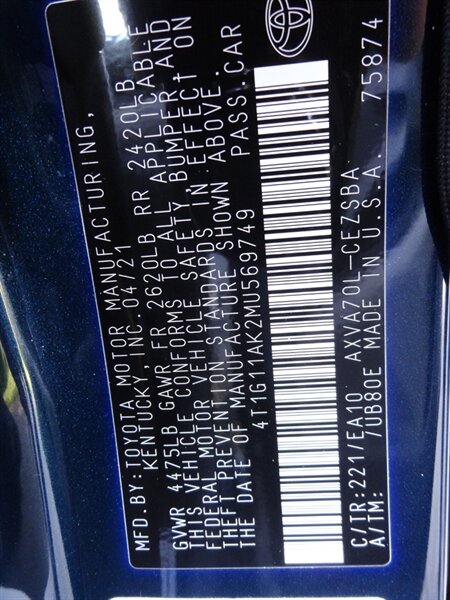 MFD.BY:TOYOTA MOTOR MANUFACTURING,
KENTUCKY, INC. 04/21
GVWR 4475LB GAWR FR 2620LB RR 2420LB
THIS VEHICLE CONFORMS TO ALL APPLICABLE
FEDERAL MOTOR VEHICLE SAFETY, BUMPER, AND
THEFT PREVENTION STANDARDS IN EFFECT ON
THE DATE OF MANUFACTURE SHOWN ABOVE.
4T1G11AK2MU569749 PASS.CAR
C/TR:221/EA10 AXVA70L-CEZSBA
A/TM: 7UB80E MADE IN U.S.A. 75874